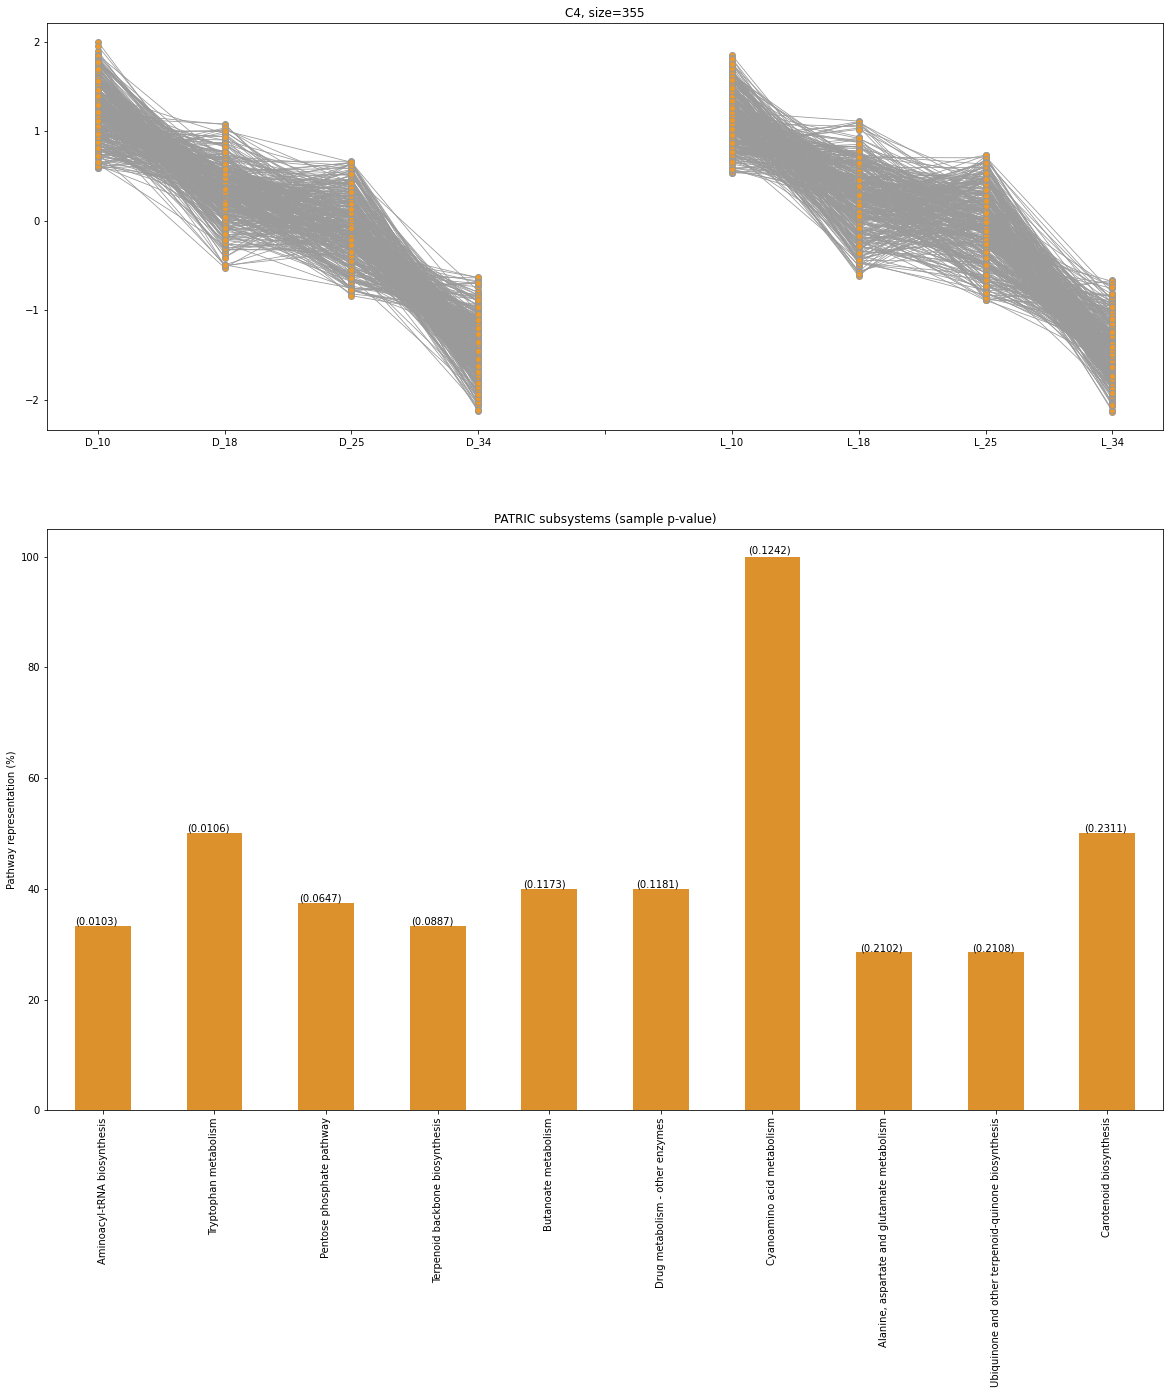 C4, size=355
2
1
0
−1
−2
D_10
D_18
D_25
D_34
L_10
L_18
L_25
L_34
PATRIC subsystems (sample p-value)
Pathway representation (%)
100
80
60
40
20
0
(0.0103)
(0.0106)
(0.0647)
(0.0887)
(0.1173)
(0.1181)
(0.1242)
(0.2102)
(0.2108)
(0.2311)
Aminoacyl-tRNA biosynthesis
Tryptophan metabolism
Pentose phosphate pathway
Terpenoid backbone biosynthesis
Butanoate metabolism
Drug metabolism - other enzymes
Cyanoamino acid metabolism
Alanine, aspartate and glutamate metabolism
Ubiquinone and other terpenoid-quinone biosynthesis
Carotenoid biosynthesis